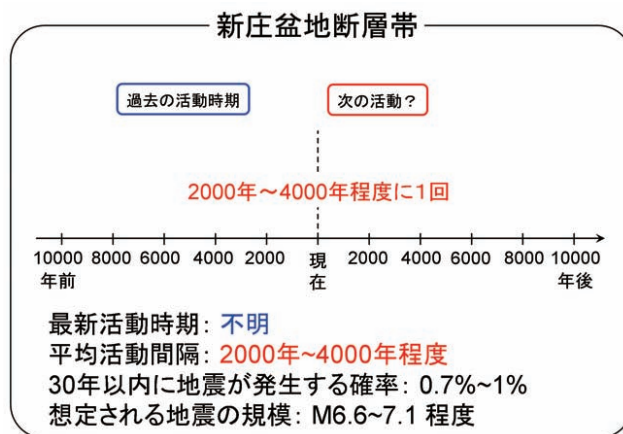 新庄盆地断層帯
過去の活動時期 次の活動？
2000年～4000年程度に1回
10000 8000 6000 4000 2000 現在 2000 4000 6000 8000 10000
年前 年後
最新活動時期： 不明
平均活動間隔： 2000年~4000年程度
30年以内に地震が発生する確率： 0.7%~1%
想定される地震の規模： M6.6~7.1 程度